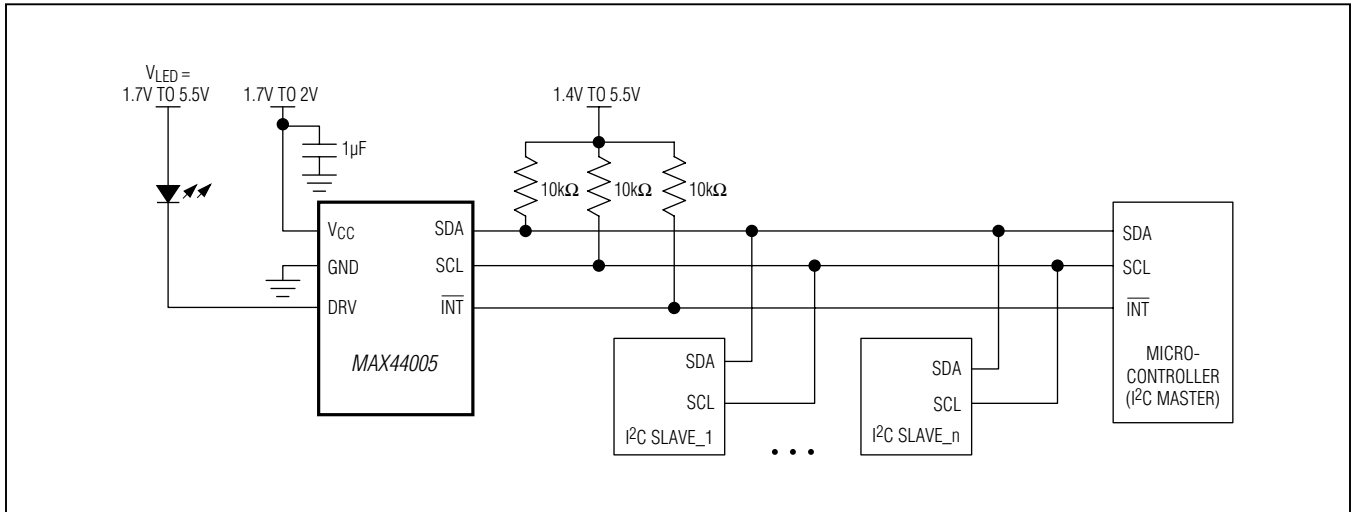 VLED =
1.7V TO 5.5V
1.7V TO 2V
1.4V TO 5.5V
1µF
10kΩ
10kΩ
10kΩ
VCC
GND
DRV
SDA
SCL
INT
MAX44005
SDA
SCL
INT
MICRO-
CONTROLLER
(I2C MASTER)
SDA
SCL
I2C SLAVE_1
• • •
SDA
SCL
I2C SLAVE_n